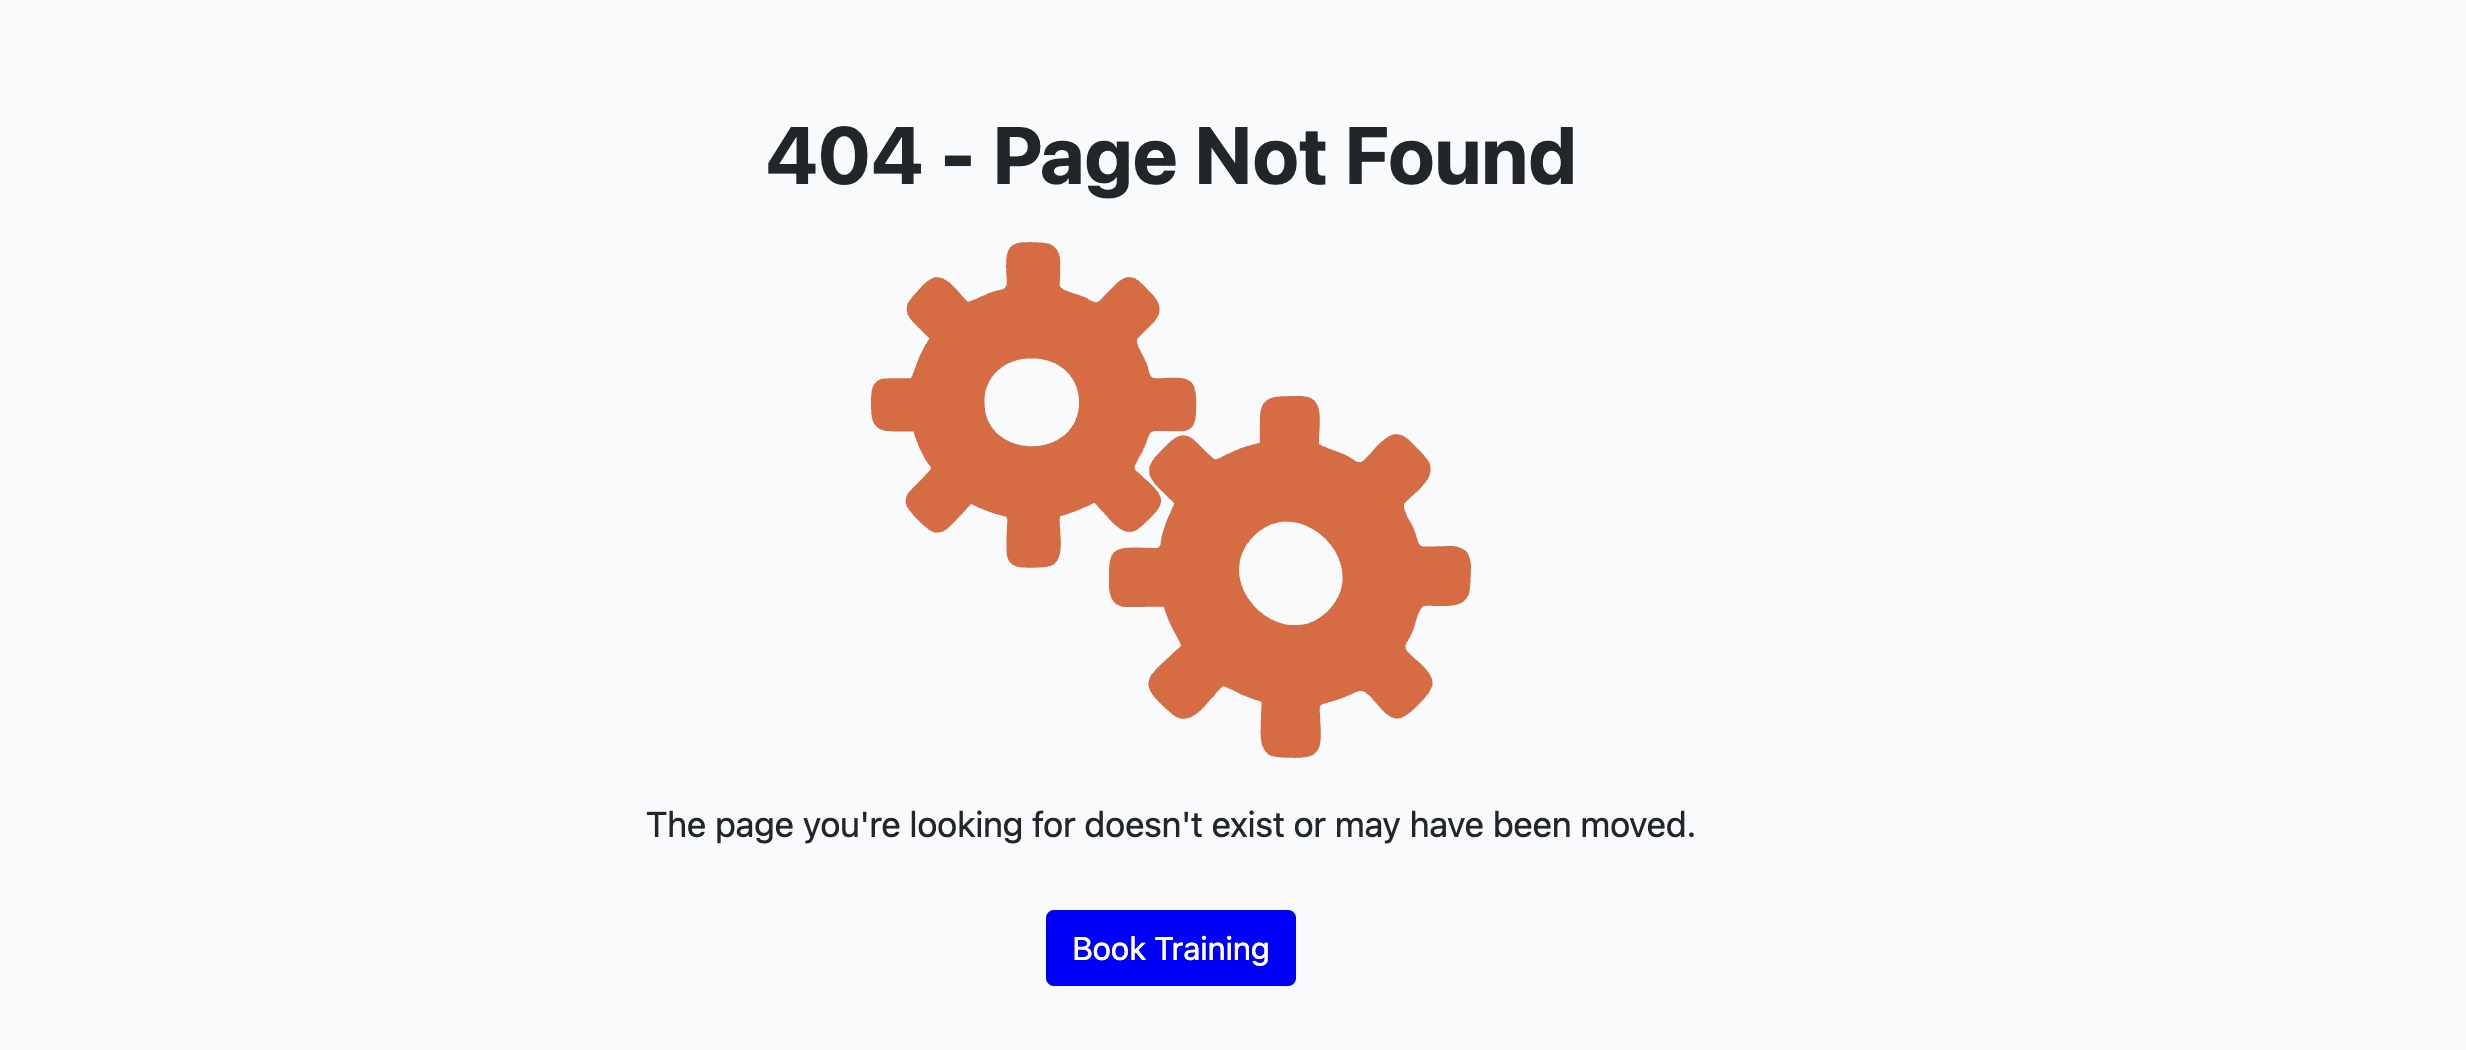 404 - Page Not Found
The page you're looking for doesn't exist or may have been moved.
Book Training